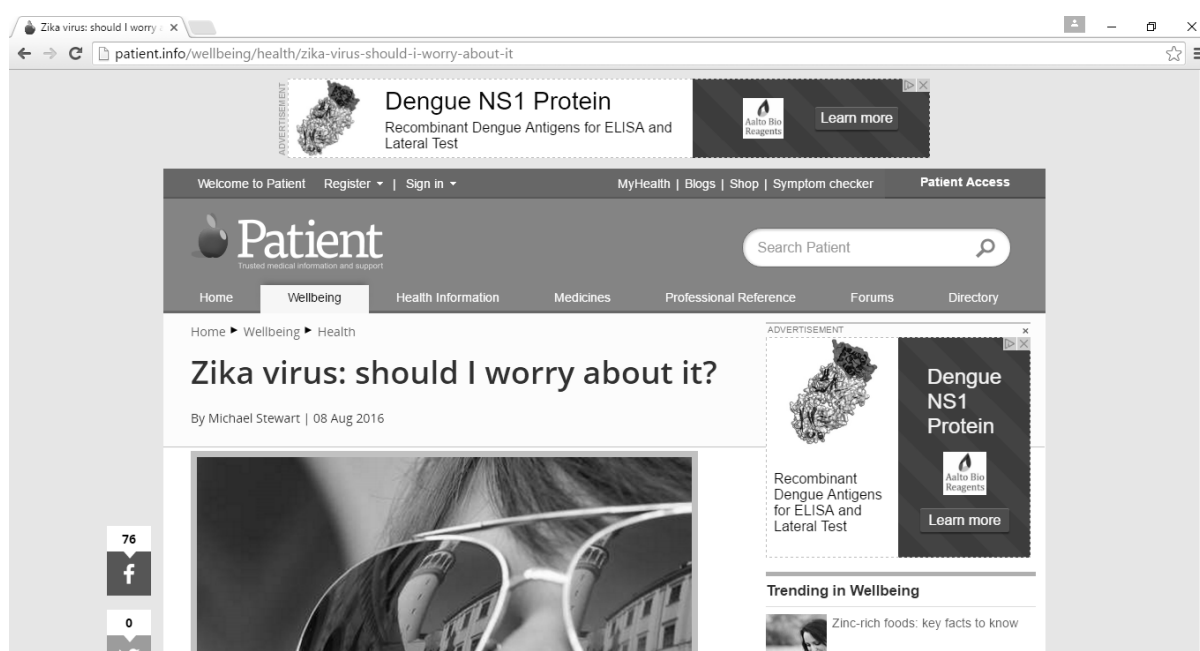 Zika virus: should I worry
patient.info/wellbeing/health/zika-virus-should-i-worry-about-it
ADVERTISEMENT
Dengue NS1 Protein
Recombinant Dengue Antigens for ELISA and
Lateral Test
Aalto Bio
Reagents
Learn more
Welcome to Patient Register | Sign in
MyHealth | Blogs | Shop | Symptom checker
Patient Access
Patient
Trusted medical information and support
Search Patient
Home Wellbeing Health Information Medicines Professional Reference Forums Directory
Home Wellbeing Health
Zika virus: should I worry about it?
By Michael Stewart | 08 Aug 2016
ADVERTISEMENT
Dengue
NS1
Protein
Aalto Bio
Reagents
Learn more
Recombinant
Dengue Antigens
for ELISA and
Lateral Test
76
f
0
Trending in Wellbeing
Zinc-rich foods: key facts to know